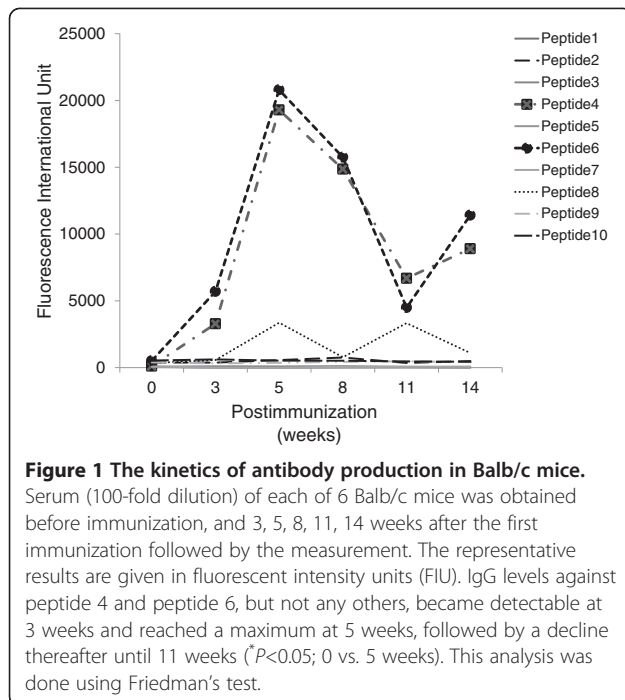 25000
20000
15000
10000
5000
0
Fluorescence International Unit
0 3 5 8 11 14
Postimmunization
(weeks)
Peptide1
Peptide2
Peptide3
Peptide4
Peptide5
Peptide6
Peptide7
Peptide8
Peptide9
Peptide10
Figure 1 The kinetics of antibody production in Balb/c mice.
Serum (100-fold dilution) of each of 6 Balb/c mice was obtained
before immunization, and 3, 5, 8, 11, 14 weeks after the first
immunization followed by the measurement. The representative
results are given in fluorescent intensity units (FIU). IgG levels against
peptide 4 and peptide 6, but not any others, became detectable at
3 weeks and reached a maximum at 5 weeks, followed by a decline
thereafter until 11 weeks (*P<0.05; 0 vs. 5 weeks). This analysis was
done using Friedman's test.